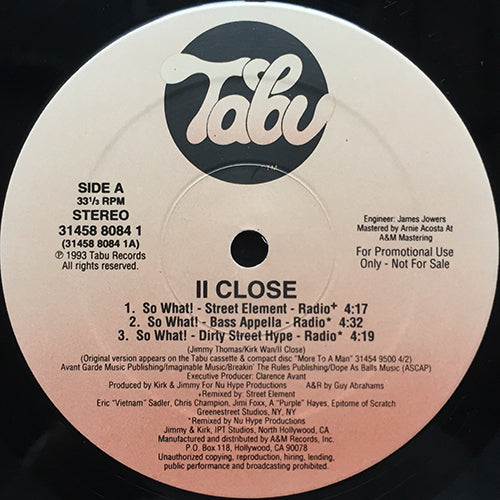 Tabu
TM
SIDE A
33 1/3 RPM
STEREO
31458 8084 1
(31458 8084 1A)
℗ 1993 Tabu Records
All rights reserved.
Engineer: James Jowers
Mastered by Arnie Acosta At
A&M Mastering
For Promotional Use
Only - Not For Sale
II CLOSE
1. So What! - Street Element - Radio+ 4:17
2. So What! - Bass Appella - Radio* 4:32
3. So What! - Dirty Street Hype - Radio* 4:19
(Jimmy Thomas/Kirk Wan/II Close)
(Original version appears on the Tabu cassette & compact disc "More To A Man" 31454 9500 4/2)
Avant Garde Music Publishing/Imaginable Music/Breakin' The Rules Publishing/Dope As Balls Music (ASCAP)
Executive Producer: Clarence Avant
Produced by Kirk & Jimmy For Nu Hype Productions A&R by Guy Abrahams
+Remixed by: Street Element
Eric "Vietnam" Sadler, Chris Champion, Jimi Foxx, A "Purple" Hayes, Epitome of Scratch
Greenestreet Studios, NY, NY
*Remixed by Nu Hype Productions
Jimmy & Kirk, IPT Studios, North Hollywood, CA
Manufactured and distributed by A&M Records, Inc.
P.O. Box 118, Hollywood, CA 90078
Unauthorized copying, reproduction, hiring, lending,
public performance and broadcasting prohibited.